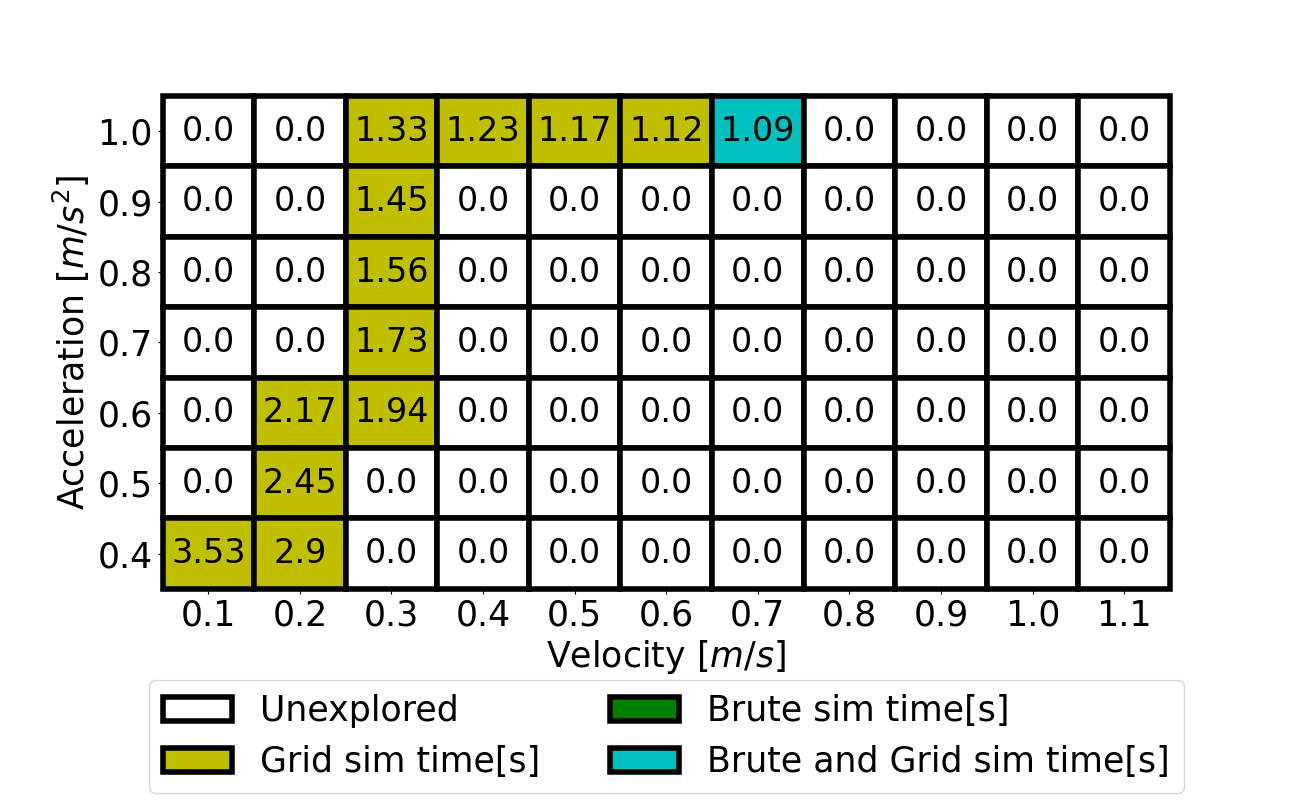 1.0 0.0 0.0 1.33 1.23 1.17 1.12 1.09 0.0 0.0 0.0 0.0
0.9 0.0 0.0 1.45 0.0 0.0 0.0 0.0 0.0 0.0 0.0 0.0
0.8 0.0 0.0 1.56 0.0 0.0 0.0 0.0 0.0 0.0 0.0 0.0
0.7 0.0 0.0 1.73 0.0 0.0 0.0 0.0 0.0 0.0 0.0 0.0
0.6 0.0 2.17 1.94 0.0 0.0 0.0 0.0 0.0 0.0 0.0 0.0
0.5 0.0 2.45 0.0 0.0 0.0 0.0 0.0 0.0 0.0 0.0 0.0
0.4 3.53 2.9 0.0 0.0 0.0 0.0 0.0 0.0 0.0 0.0 0.0
0.1 0.2 0.3 0.4 0.5 0.6 0.7 0.8 0.9 1.0 1.1
Acceleration [m/s²]
Velocity [m/s]
Unexplored
Grid sim time[s]
Brute sim time[s]
Brute and Grid sim time[s]